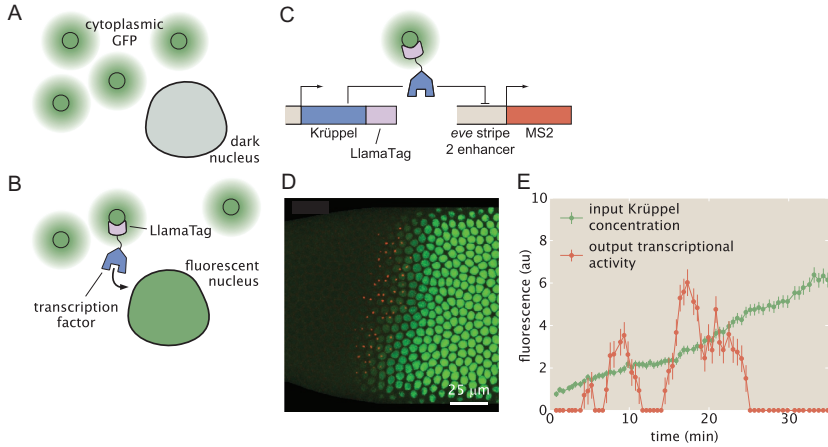 A
cytoplasmic
GFP
dark
nucleus
B
LlamaTag
fluorescent
nucleus
transcription
factor
C
Krüppel
LlamaTag
eve stripe
2 enhancer
MS2
D
25 μm
E
input Krüppel
concentration
output transcriptional
activity
fluorescence (au)
10
8
6
4
2
0
0
10
20
30
time (min)